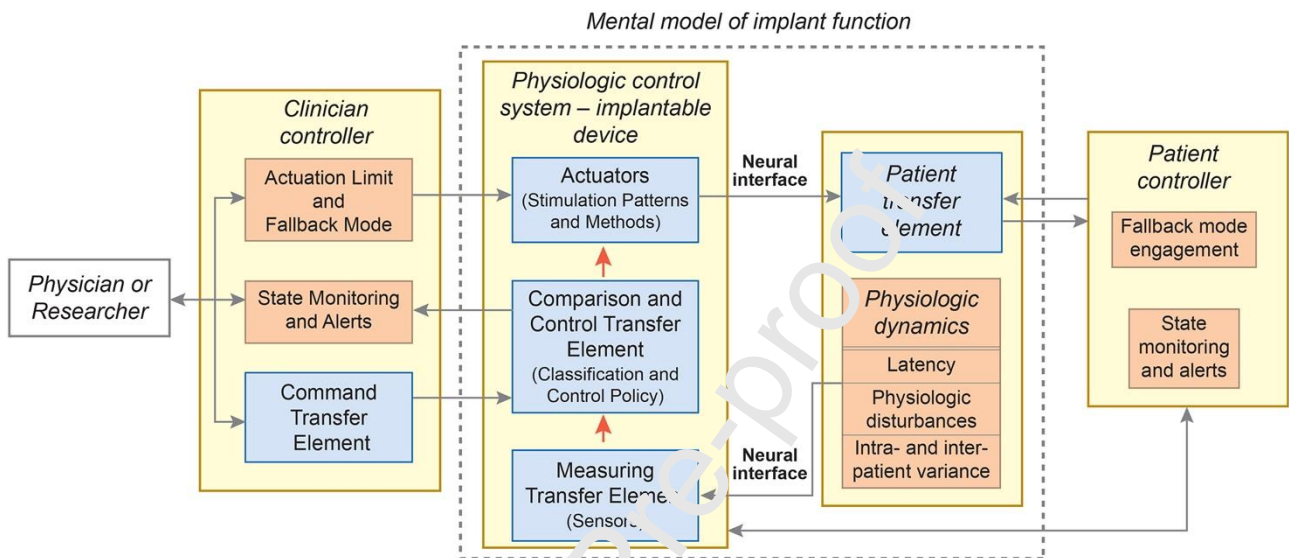 Mental model of implant function
Clinician
controller
Actuation Limit
and
Fallback Mode
State Monitoring
and Alerts
Command
Transfer
Element
Physician or
Researcher
Physiologic control
system – implantable
device
Actuators
(Stimulation Patterns
and Methods)
Comparison and
Control Transfer
Element
(Classification and
Control Policy)
Measuring
Transfer Elemen
(Sensors)
Neural
interface
Neural
interface
Patient
transfer
element
Physiologic
dynamics
Latency
Physiologic
disturbances
Intra- and inter-
patient variance
Patient
controller
Fallback mode
engagement
State
monitoring
and alerts
Pre-proof